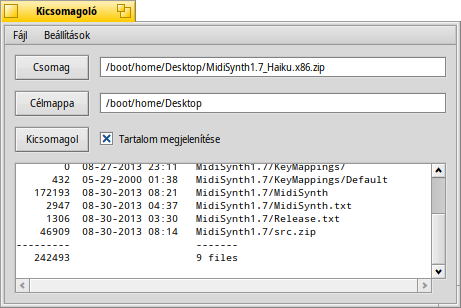 Kicsomagoló
Fájl Beállítások
Csomag /boot/home/Desktop/MidiSynth1.7_Haiku.x86.zip
Célmappa /boot/home/Desktop
Kicsomagol Tartalom megjelenítése
0 08-27-2013 23:11 MidiSynth1.7/KeyMappings/
432 05-29-2000 01:38 MidiSynth1.7/KeyMappings/Default
172193 08-30-2013 08:21 MidiSynth1.7/MidiSynth
2947 08-30-2013 04:37 MidiSynth1.7/MidiSynth.txt
1306 08-30-2013 03:30 MidiSynth1.7/Release.txt
46909 08-30-2013 08:14 MidiSynth1.7/src.zip
--------- -------
242493 9 files